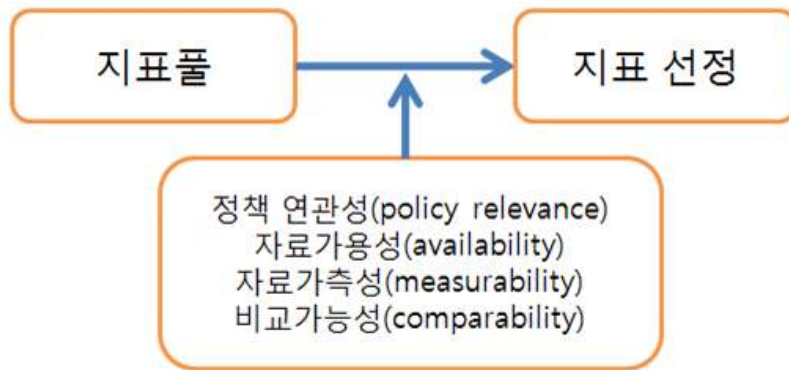 지표풀
지표 선정
정책 연관성(policy relevance)
자료가용성(availability)
자료가측성(measurability)
비교가능성(comparability)